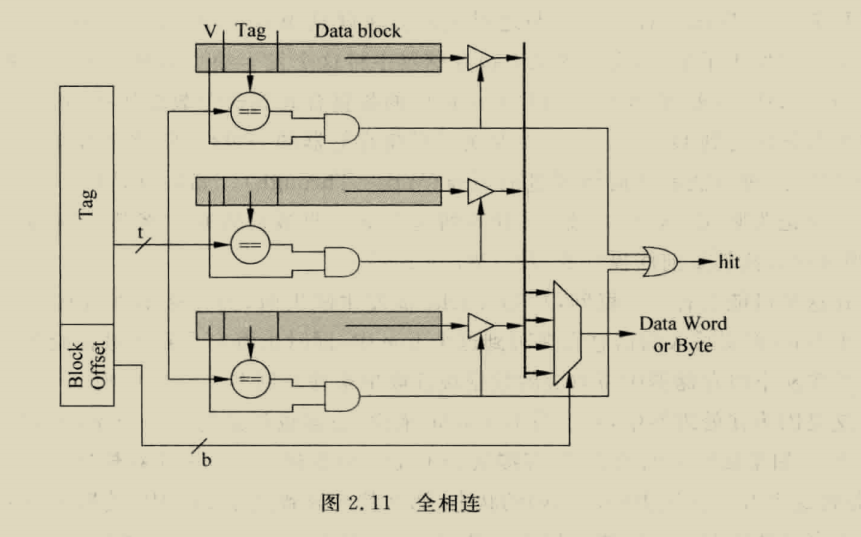 V Tag Data block
==
Tag
t
==
hit
Data Word
or Byte
Block
Offset
==
b
图 2.11 全相连